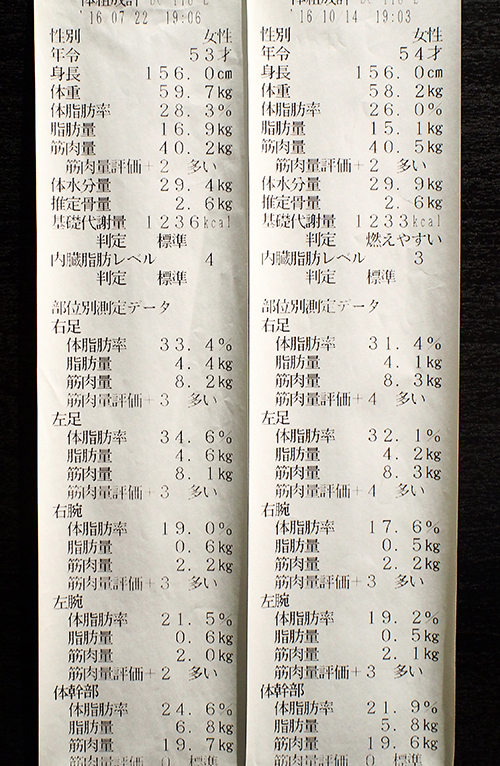 '16 07 22 19:06
性別 女性
年令 53才
身長 156.0cm
体重 59.7kg
体脂肪率 28.3%
脂肪量 16.9kg
筋肉量 40.2kg
筋肉量評価+2 多い
体水分量 29.4kg
推定骨量 2.6kg
基礎代謝量 1236kcal
判定 標準
内臓脂肪レベル 4
判定 標準
部位別測定データ
右足
体脂肪率 33.4%
脂肪量 4.4kg
筋肉量 8.2kg
筋肉量評価+3 多い
左足
体脂肪率 34.6%
脂肪量 4.6kg
筋肉量 8.1kg
筋肉量評価+3 多い
右腕
体脂肪率 19.0%
脂肪量 0.6kg
筋肉量 2.2kg
筋肉量評価+3 多い
左腕
体脂肪率 21.5%
脂肪量 0.6kg
筋肉量 2.0kg
筋肉量評価+2 多い
体幹部
体脂肪率 24.6%
脂肪量 6.8kg
筋肉量 19.7kg
筋肉量評価 0 標準
'16 10 14 19:03
性別 女性
年令 54才
身長 156.0cm
体重 58.2kg
体脂肪率 26.0%
脂肪量 15.1kg
筋肉量 40.5kg
筋肉量評価+2 多い
体水分量 29.9kg
推定骨量 2.6kg
基礎代謝量 1233kcal
判定 燃えやすい
内臓脂肪レベル 3
判定 標準
部位別測定データ
右足
体脂肪率 31.4%
脂肪量 4.1kg
筋肉量 8.3kg
筋肉量評価+4 多い
左足
体脂肪率 32.1%
脂肪量 4.2kg
筋肉量 8.3kg
筋肉量評価+4 多い
右腕
体脂肪率 17.6%
脂肪量 0.5kg
筋肉量 2.2kg
筋肉量評価+3 多い
左腕
体脂肪率 19.2%
脂肪量 0.5kg
筋肉量 2.1kg
筋肉量評価+3 多い
体幹部
体脂肪率 21.9%
脂肪量 5.8kg
筋肉量 19.6kg
筋肉量評価 0 標準